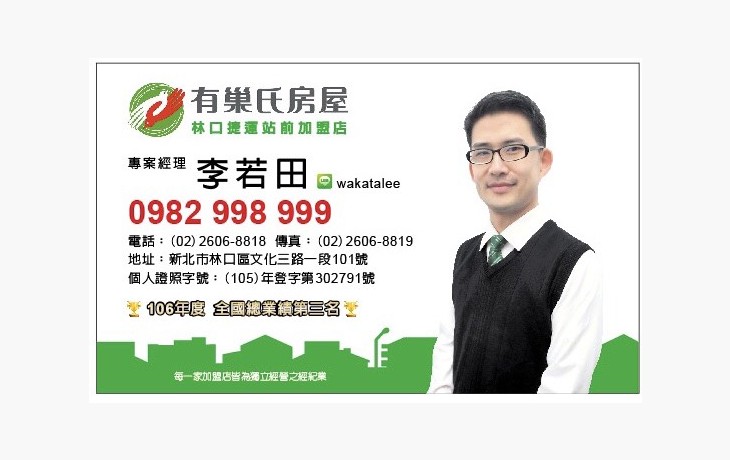 有巢氏房屋
林口捷運站前加盟店
專案經理 李若田 LINE wakatalee
0982 998 999
電話：(02) 2606-8818 傳真：(02) 2606-8819
地址：新北市林口區文化三路一段101號
個人證照字號：(105)年登字第302791號
106年度 全國總業績第三名
每一家加盟店皆為獨立經營之經紀業